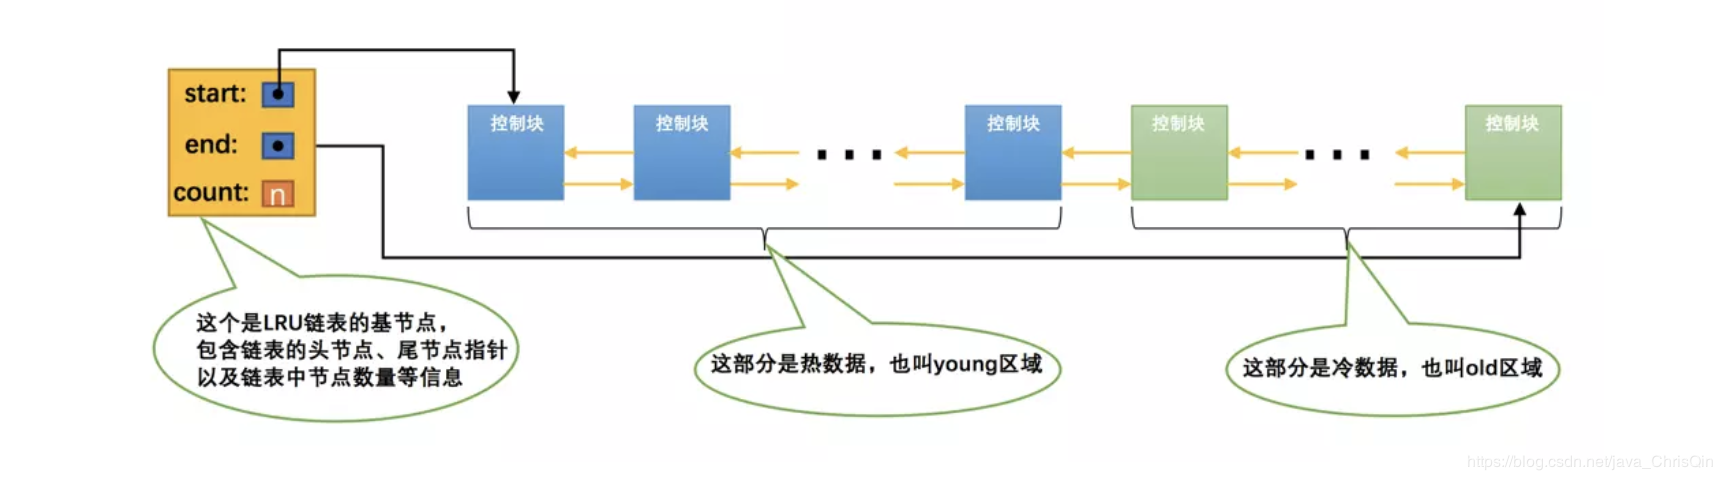 start:
end:
count: n
控制块
控制块
控制块
控制块
控制块
这个是LRU链表的基节点，
包含链表的头节点、尾节点指针
以及链表中节点数量等信息
这部分是热数据，也叫young区域
这部分是冷数据，也叫old区域
https://blog.csdn.net/java_ChrisQin